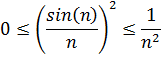 0 ≤ (sin(n)/n)² ≤ 1/n²